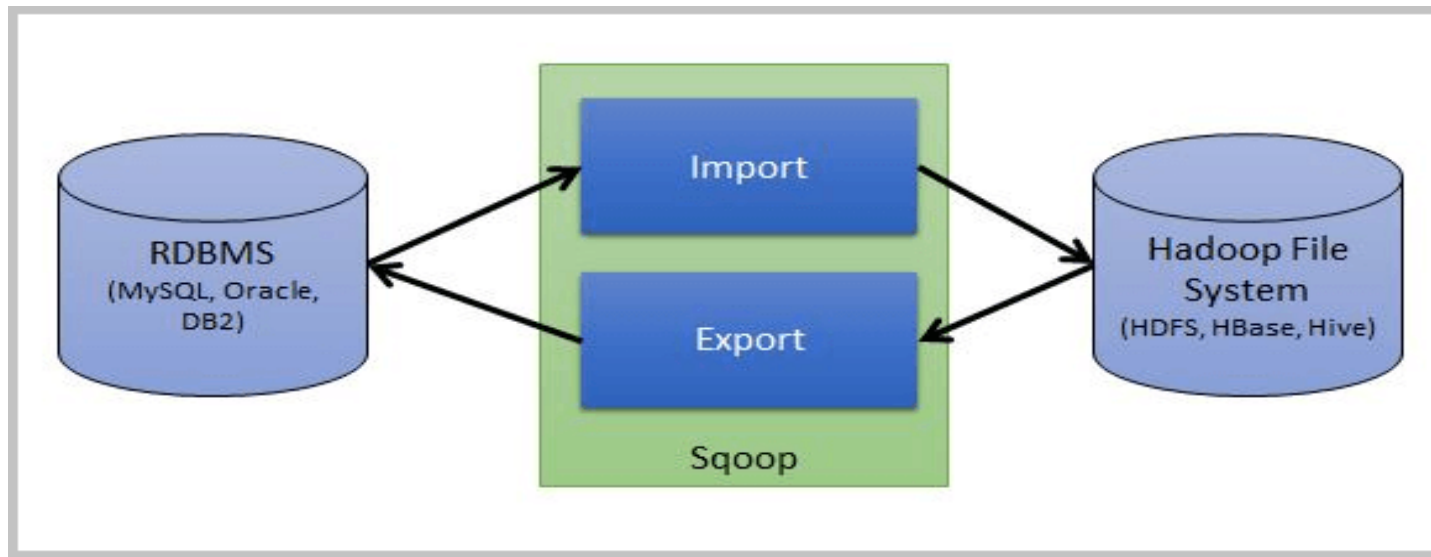 RDBMS
(MySQL, Oracle,
DB2)
Import
Export
Sqoop
Hadoop File
System
(HDFS, HBase, Hive)